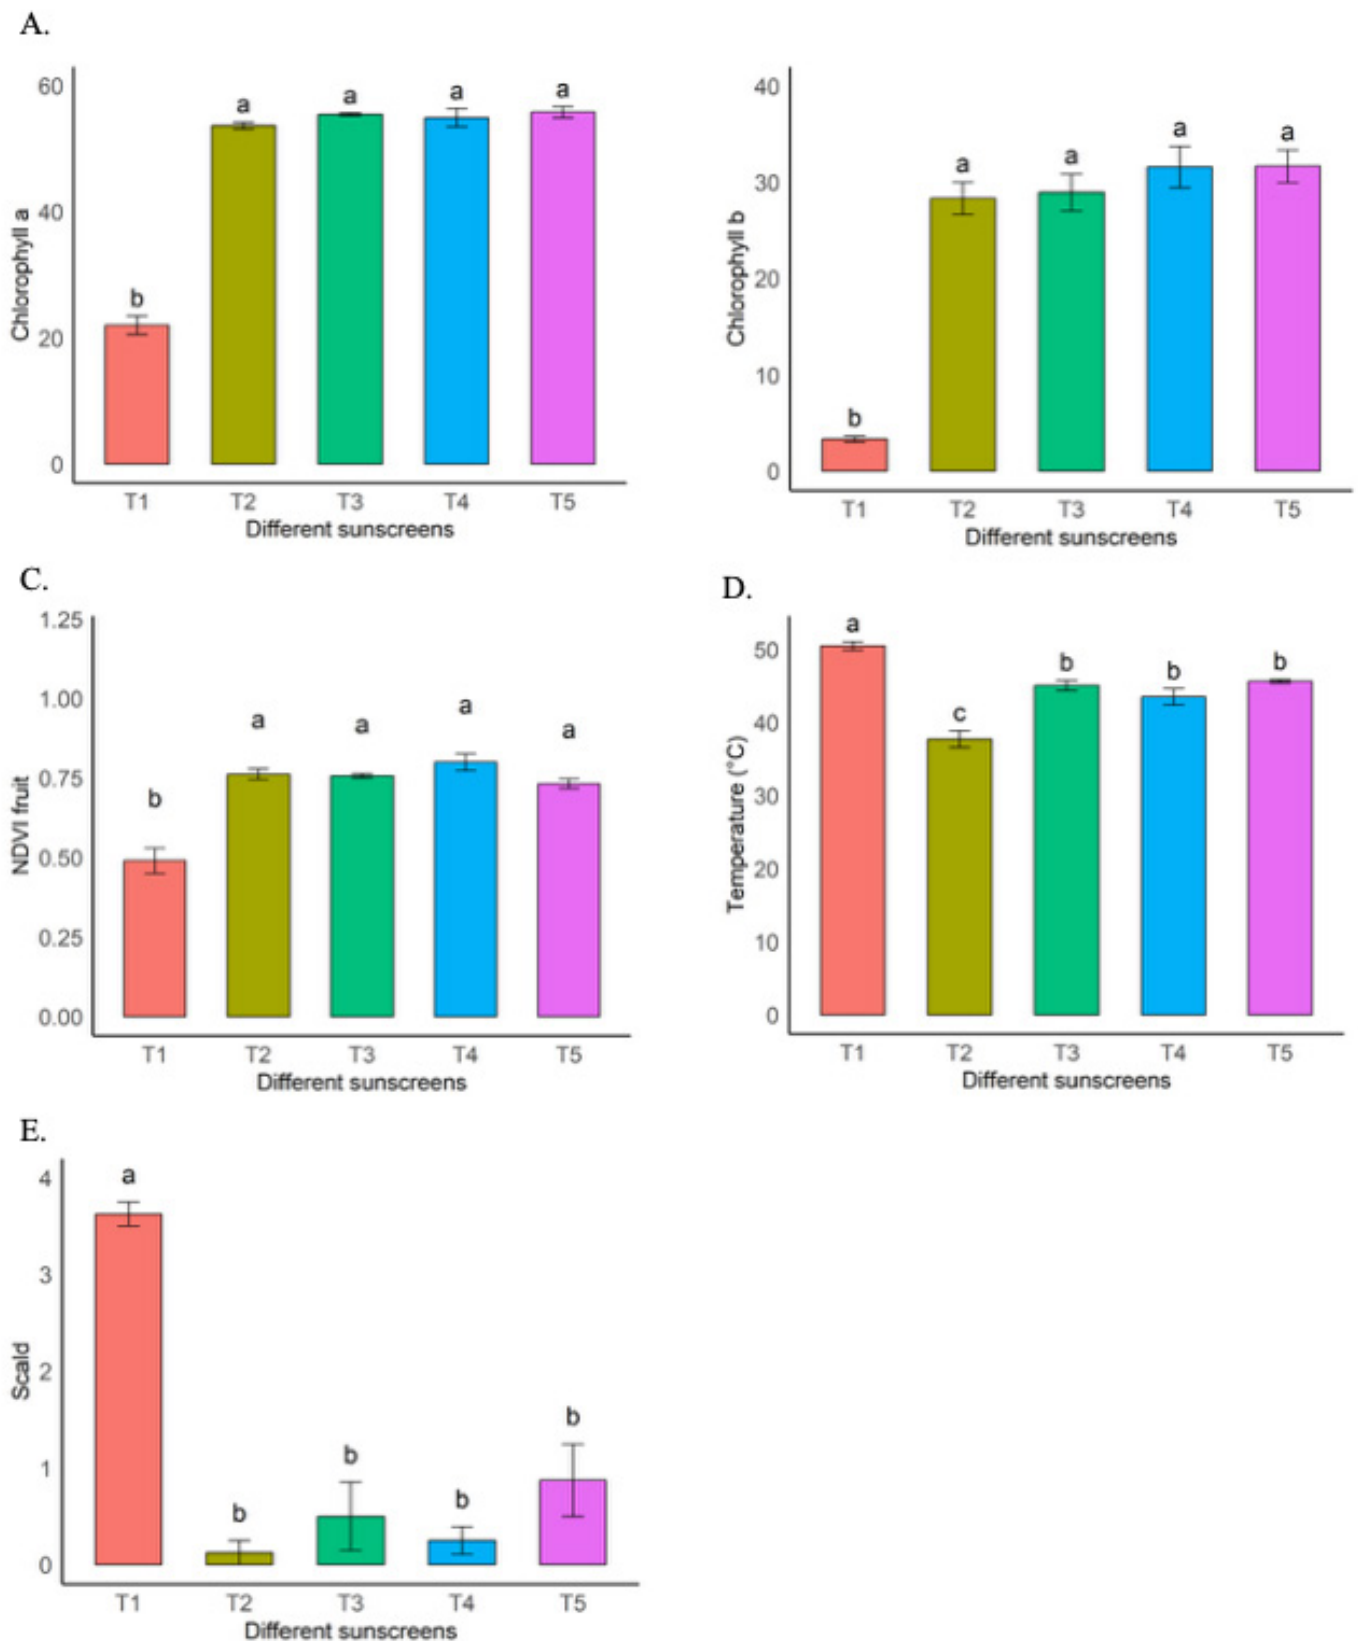 A.
60
40
20
0
Chlorophyll a
b
a
a
a
a
T1 T2 T3 T4 T5
Different sunscreens
40
30
20
10
0
Chlorophyll b
b
a
a
a
a
T1 T2 T3 T4 T5
Different sunscreens
C.
1.25
1.00
0.75
0.50
0.25
0.00
NDVI fruit
b
a
a
a
a
T1 T2 T3 T4 T5
Different sunscreens
D.
50
40
30
20
10
0
Temperature (°C)
a
c
b
b
b
T1 T2 T3 T4 T5
Different sunscreens
E.
4
3
2
1
0
Scald
a
b
b
b
b
T1 T2 T3 T4 T5
Different sunscreens